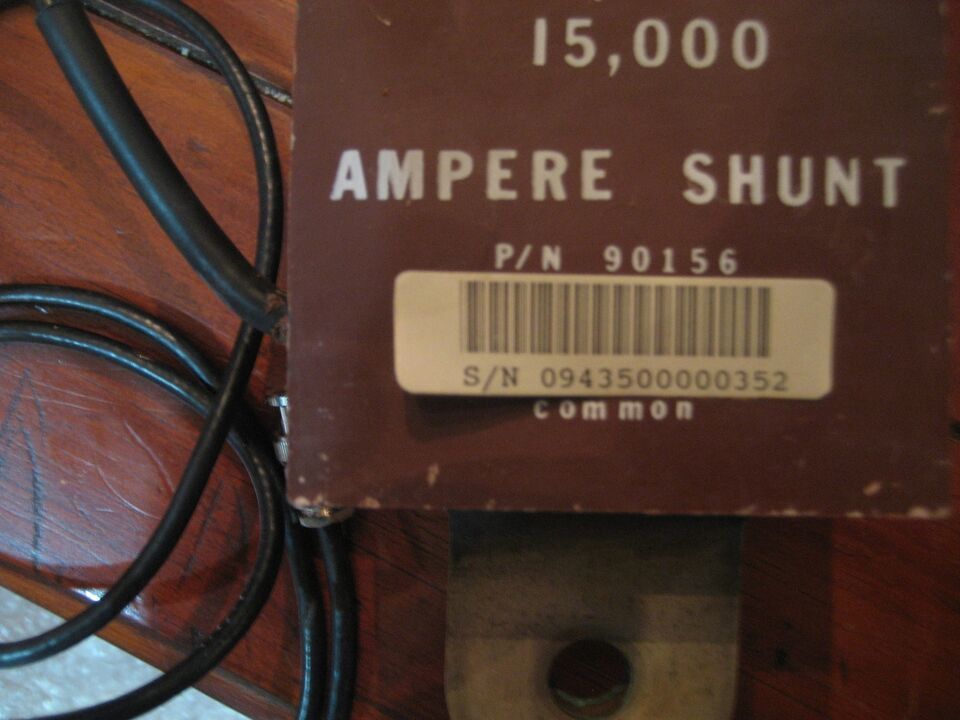 15,000
AMPERE SHUNT
P/N 90156
S/N 0943500000352
common